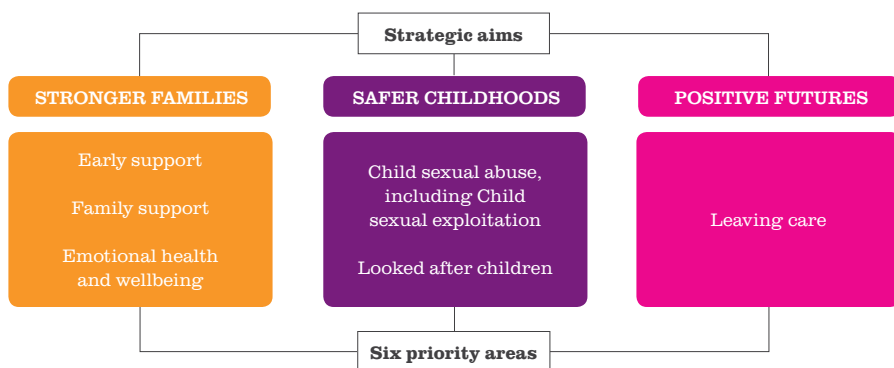 Strategic aims
STRONGER FAMILIES
SAFER CHILDHOODS
POSITIVE FUTURES
Early support
Family support
Emotional health
and wellbeing
Child sexual abuse,
including Child
sexual exploitation
Looked after children
Leaving care
Six priority areas